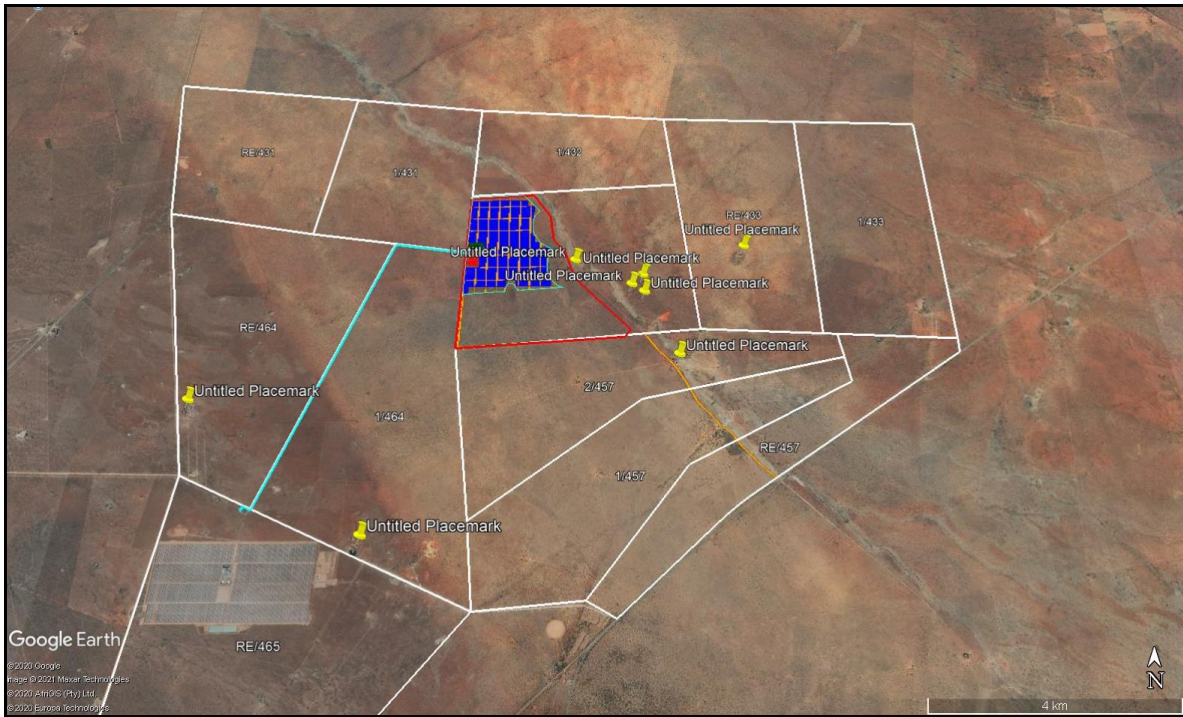 RE/431
1/431
1/432
RE/433
1/433
Untitled Placemark
Untitled Placemark
Untitled Placemark
Untitled Placemark
Untitled Placemark
RE/464
Untitled Placemark
2/457
Untitled Placemark
1/464
RE/457
1/457
Untitled Placemark
RE/465
Google Earth
©2020 Google
Image © 2021 Maxar Technologies
©2020 AfriGIS (Pty) Ltd.
©2020 Europa Technologies
N
4 km